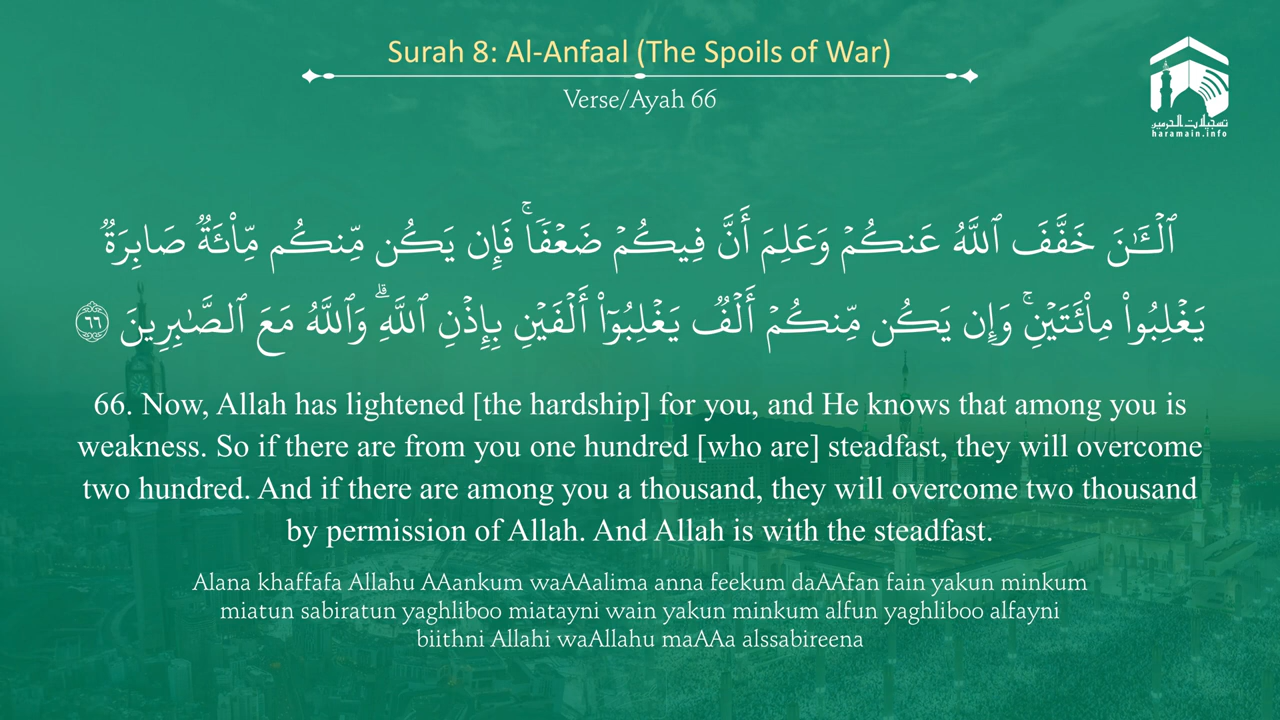 Surah 8: Al-Anfaal (The Spoils of War)
Verse/Ayah 66
تسجيلات الحرمين
haramain.info
ٱلْـَٔـٰنَ خَفَّفَ ٱللَّهُ عَنكُمْ وَعَلِمَ أَنَّ فِيكُمْ ضَعْفًا ۚ فَإِن يَكُن مِّنكُم مِّا۟ئَةٌ صَابِرَةٌ
يَغْلِبُوا۟ مِا۟ئَتَيْنِ ۚ وَإِن يَكُن مِّنكُمْ أَلْفٌ يَغْلِبُوٓا۟ أَلْفَيْنِ بِإِذْنِ ٱللَّهِ ۗ وَٱللَّهُ مَعَ ٱلصَّـٰبِرِينَ ٦٦
66. Now, Allah has lightened [the hardship] for you, and He knows that among you is
weakness. So if there are from you one hundred [who are] steadfast, they will overcome
two hundred. And if there are among you a thousand, they will overcome two thousand
by permission of Allah. And Allah is with the steadfast.
Alana khaffafa Allahu AAankum waAAalima anna feekum daAAfan fain yakun minkum
miatun sabiratun yaghliboo miatayni wain yakun minkum alfun yaghliboo alfayni
biithni Allahi waAllahu maAAa alssabireena